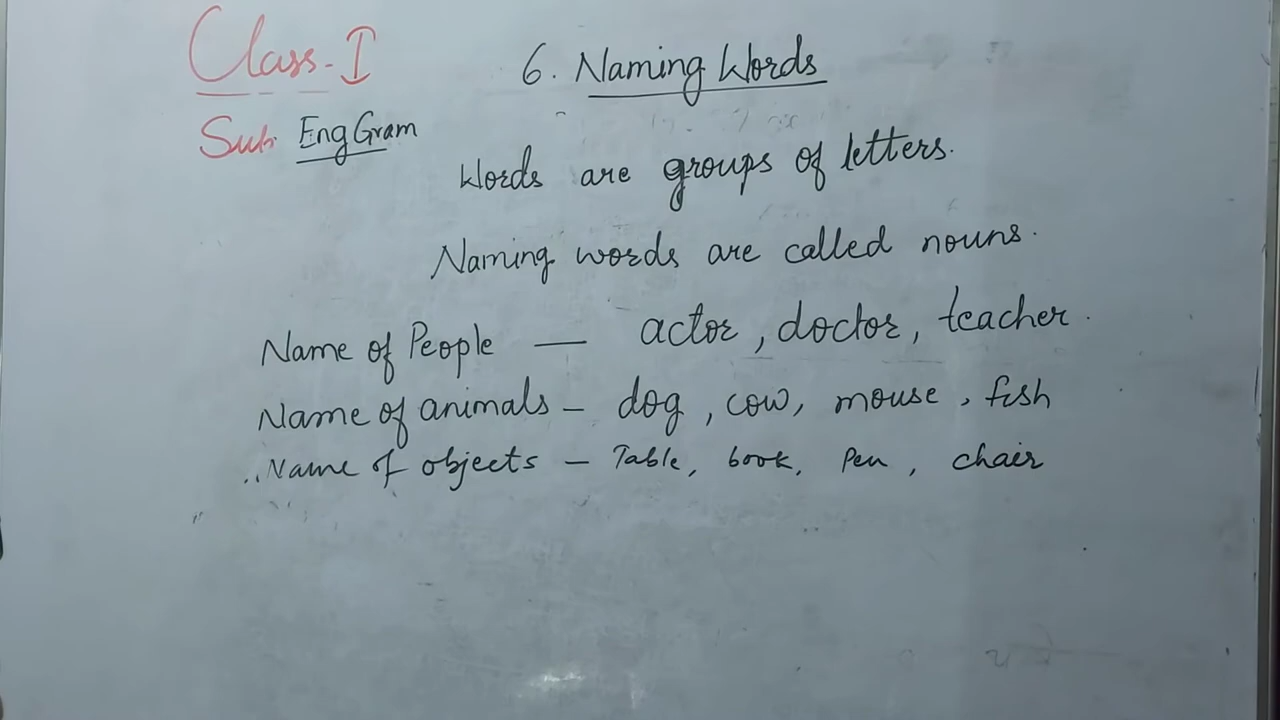 Class-I
6. Naming Words
Sub: Eng Gram
Words are groups of letters.
Naming words are called nouns.
Name of People — actor, doctor, teacher.
Name of animals - dog, cow, mouse, fish
Name of objects - Table, book, Pen, chair